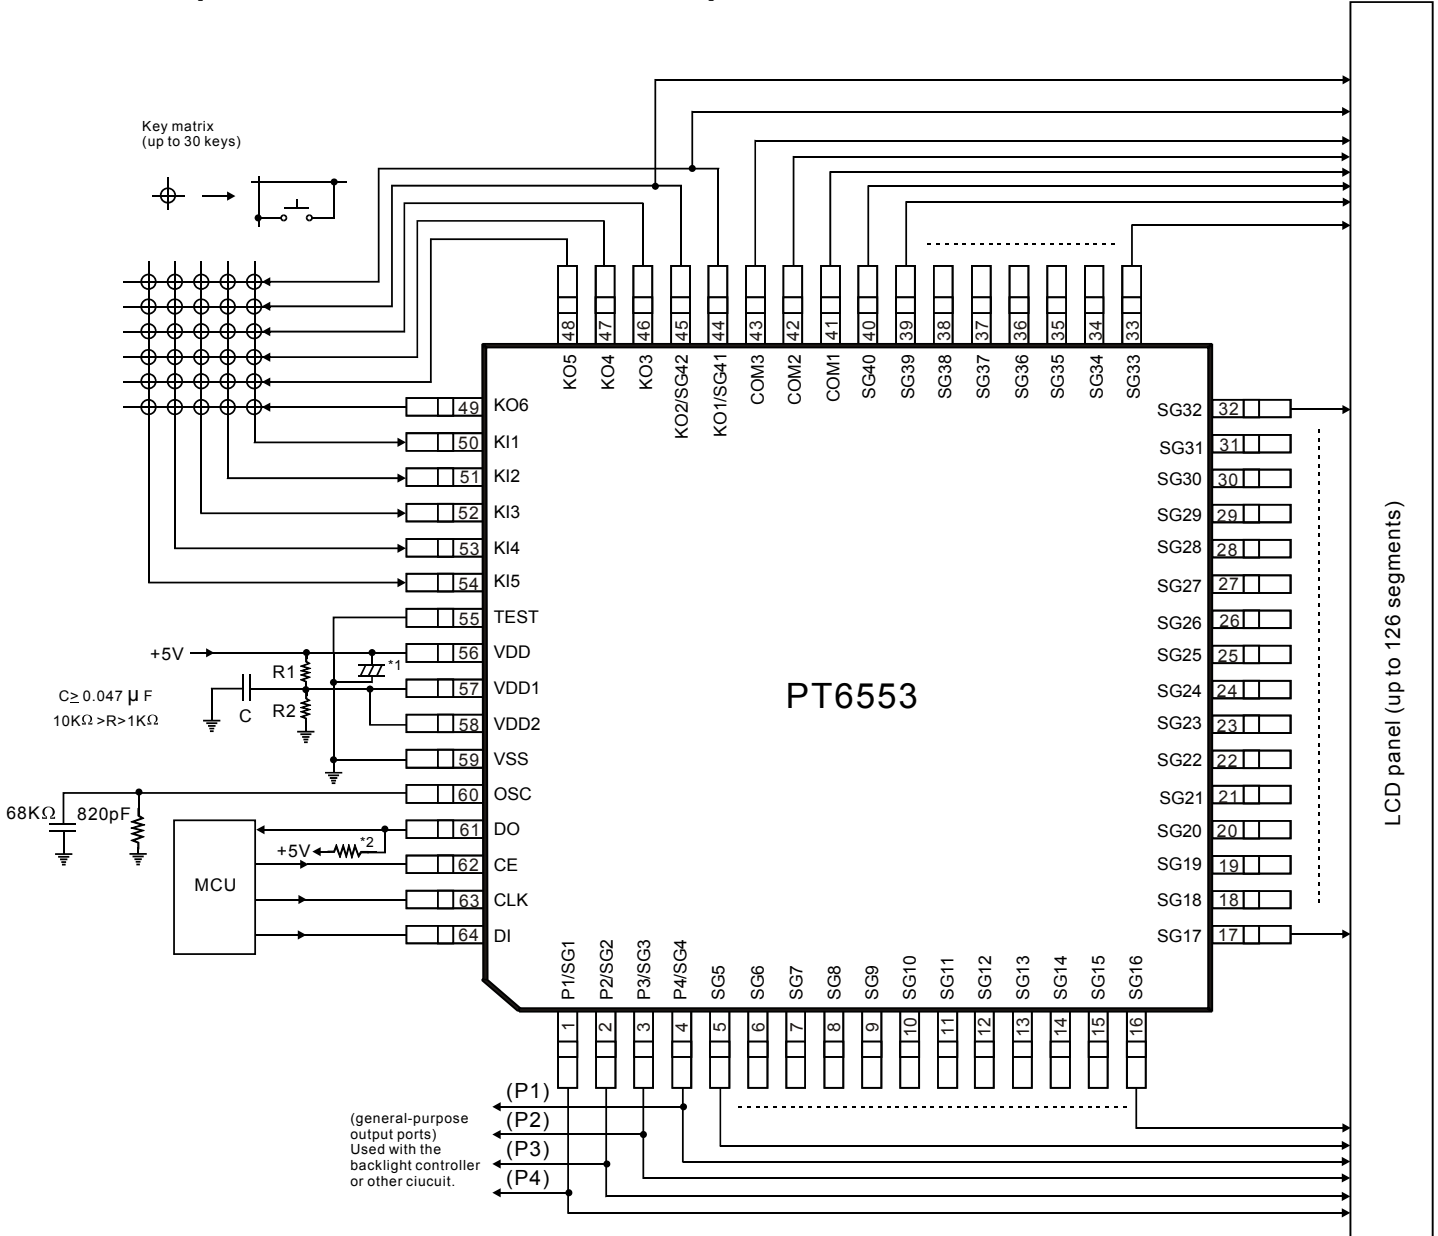 Key matrix
(up to 30 keys)
48 47 46 45 44 43 42 41 40 39 38 37 36 35 34 33
KO5 KO4 KO3 KO2/SG42 KO1/SG41 COM3 COM2 COM1 SG40 SG39 SG38 SG37 SG36 SG35 SG34 SG33
49 KO6
50 KI1
51 KI2
52 KI3
53 KI4
54 KI5
55 TEST
+5V *1 56 VDD
R1
57 VDD1
C≥ 0.047 μ F
10KΩ >R>1KΩ
C
R2
58 VDD2
59 VSS
60 OSC
68KΩ 820pF
61 DO
+5V *2
62 CE
MCU
63 CLK
64 DI
PT6553
SG32 32
SG31 31
SG30 30
SG29 29
SG28 28
SG27 27
SG26 26
SG25 25
SG24 24
SG23 23
SG22 22
SG21 21
SG20 20
SG19 19
SG18 18
SG17 17
LCD panel (up to 126 segments)
P1/SG1 P2/SG2 P3/SG3 P4/SG4 SG5 SG6 SG7 SG8 SG9 SG10 SG11 SG12 SG13 SG14 SG15 SG16
1 2 3 4 5 6 7 8 9 10 11 12 13 14 15 16
(P1)
(P2)
(P3)
(P4)
(general-purpose
output ports)
Used with the
backlight controller
or other ciucuit.